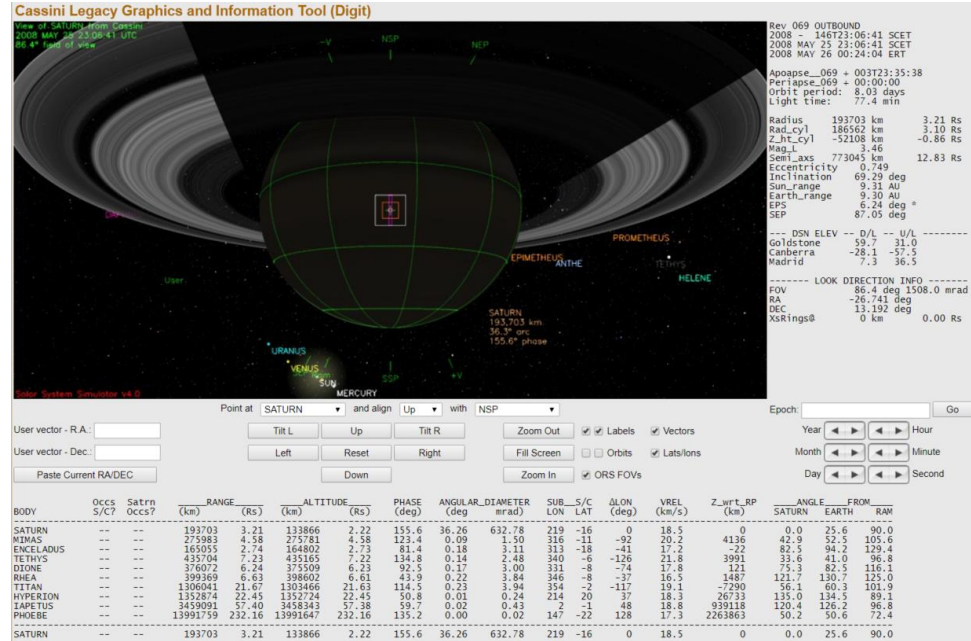 Cassini Legacy Graphics and Information Tool (Digit)
View of SATURN from Cassini
2008 MAY 25 23:06:41 UTC
86.4° field of view
-V
NSP
NEP
PROMETHEUS
EPIMETHEUS
ANTHE
TETHYS
HELENE
User
SATURN
193,703 km
36.3° arc
155.6° phase
URANUS
VENUS
SUN
MERCURY
SSP
+V
Solar System Simulator v4.0
Rev 069 OUTBOUND
2008 - 146T23:06:41 SCET
2008 MAY 25 23:06:41 SCET
2008 MAY 26 00:24:04 ERT
Apoapse__069 + 003T23:35:38
Periapse_069 + 00:00:00
Orbit period: 8.03 days
Light time: 77.4 min
Radius 193703 km 3.21 Rs
Rad_cyl 186562 km 3.10 Rs
Z_ht_cyl -52108 km -0.86 Rs
Mag_L 3.46
Semi_axs 773045 km 12.83 Rs
Eccentricity 0.749
Inclination 69.29 deg
Sun_range 9.31 AU
Earth_range 9.30 AU
EPS 6.24 deg *
SEP 87.05 deg
--- DSN ELEV -- D/L -- U/L --------
Goldstone 59.7 31.0
Canberra -28.1 -57.5
Madrid 7.3 36.5
------- LOOK DIRECTION INFO -------
FOV 86.4 deg 1508.0 mrad
RA -26.741 deg
DEC 13.192 deg
XsRings@ 0 km 0.00 Rs
Point at SATURN and align Up with NSP
Epoch: Go
User vector - R.A.: Tilt L Up Tilt R Zoom Out Labels Vectors Year Hour
User vector - Dec.: Left Reset Right Fill Screen Orbits Lats/lons Month Minute
Paste Current RA/DEC Down Zoom In ORS FOVs Day Second
Occs Satrn __RANGE____ ___ALTITUDE____ PHASE ANGULAR_DIAMETER SUB__S/C ΔLON VREL Z_wrt_RP ___ANGLE___FROM___
BODY S/C? Occs? (km) (Rs) (km) (Rs) (deg) (deg mrad) LON LAT (deg) (km/s) (km) SATURN EARTH RAM
SATURN -- -- 193703 3.21 133866 2.22 155.6 36.26 632.78 219 -16 0 18.5 0 0.0 25.6 90.0
MIMAS -- -- 275983 4.58 275781 4.58 123.4 0.09 1.50 316 -11 -92 20.2 4136 42.9 52.5 105.6
ENCELADUS -- -- 165055 2.74 164802 2.73 81.4 0.18 3.11 313 -18 -41 17.2 -22 82.5 94.2 129.4
TETHYS -- -- 435704 7.23 435165 7.22 134.8 0.14 2.48 340 -6 -126 21.8 3991 33.6 41.0 96.8
DIONE -- -- 376072 6.24 375509 6.23 92.5 0.17 3.00 331 -8 -74 17.8 121 75.3 82.5 116.1
RHEA -- -- 399369 6.63 398602 6.61 43.9 0.22 3.84 346 -8 -37 16.5 1487 121.7 130.7 125.0
TITAN -- -- 1306041 21.67 1303466 21.63 114.5 0.23 3.94 354 -2 -117 19.1 -7290 56.1 60.3 101.9
HYPERION -- -- 1352874 22.45 1352724 22.45 50.8 0.01 0.24 214 20 37 18.3 26733 135.0 134.5 89.1
IAPETUS -- -- 3459091 57.40 3458343 57.38 59.7 0.02 0.43 2 -1 48 18.8 939118 120.4 126.2 96.8
PHOEBE -- -- 13991759 232.16 13991647 232.16 135.2 0.00 0.02 147 -22 128 17.3 2263863 50.2 50.6 72.4
SATURN -- -- 193703 3.21 133866 2.22 155.6 36.26 632.78 219 -16 0 18.5 0 0.0 25.6 90.0